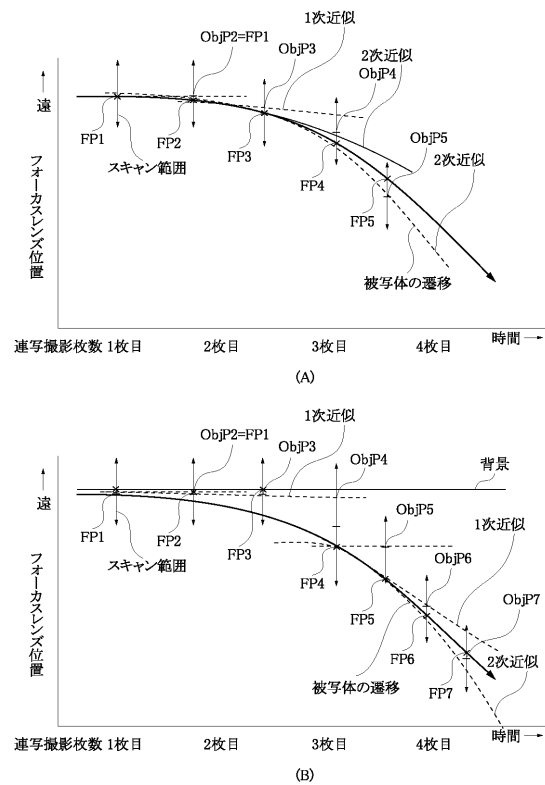 1次近似
ObjP2=FP1
ObjP3
2次近似
ObjP4
遠
ObjP5
2次近似
FP1
FP2
FP3
スキャン範囲
FP4
FP5
フォーカスレンズ位置
被写体の遷移
時間
連写撮影枚数 1枚目 2枚目 3枚目 4枚目
(A)
1次近似
ObjP2=FP1
ObjP3
ObjP4
背景
遠
ObjP5
1次近似
ObjP6
FP1
FP2
FP3
スキャン範囲
FP4
ObjP7
FP5
フォーカスレンズ位置
FP6
2次近似
被写体の遷移
FP7
時間
連写撮影枚数 1枚目 2枚目 3枚目 4枚目
(B)